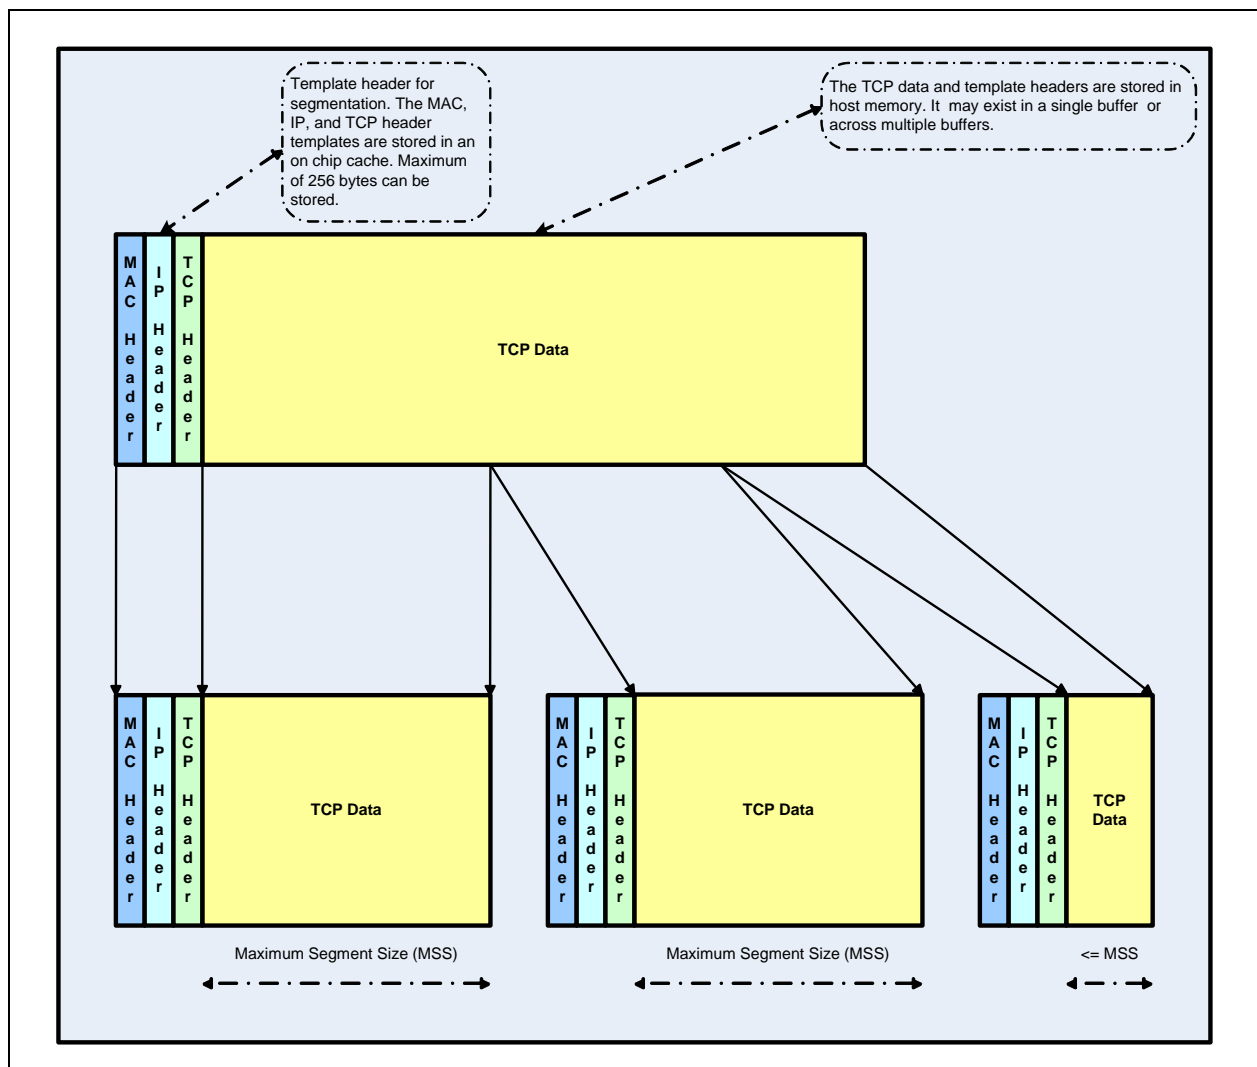 Template header for
segmentation. The MAC,
IP, and TCP header
templates are stored in an
on chip cache. Maximum
of 256 bytes can be
stored.
The TCP data and template headers are stored in
host memory. It may exist in a single buffer or
across multiple buffers.
MAC Header
IP Header
TCP Header
TCP Data
MAC Header
IP Header
TCP Header
TCP Data
MAC Header
IP Header
TCP Header
TCP Data
MAC Header
IP Header
TCP Header
TCP
Data
Maximum Segment Size (MSS)
Maximum Segment Size (MSS)
<= MSS